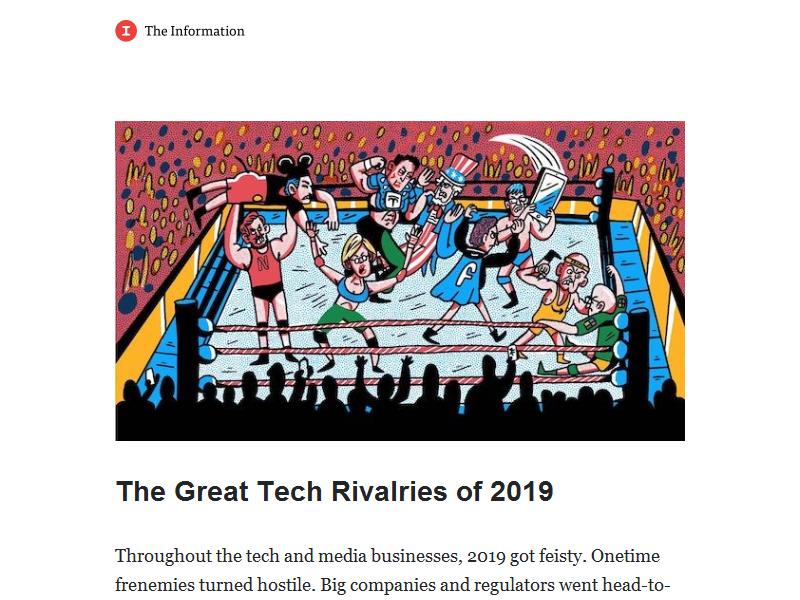 The Information
N
T
The Great Tech Rivalries of 2019
Throughout the tech and media businesses, 2019 got feisty. Onetime
frenemies turned hostile. Big companies and regulators went head-to-